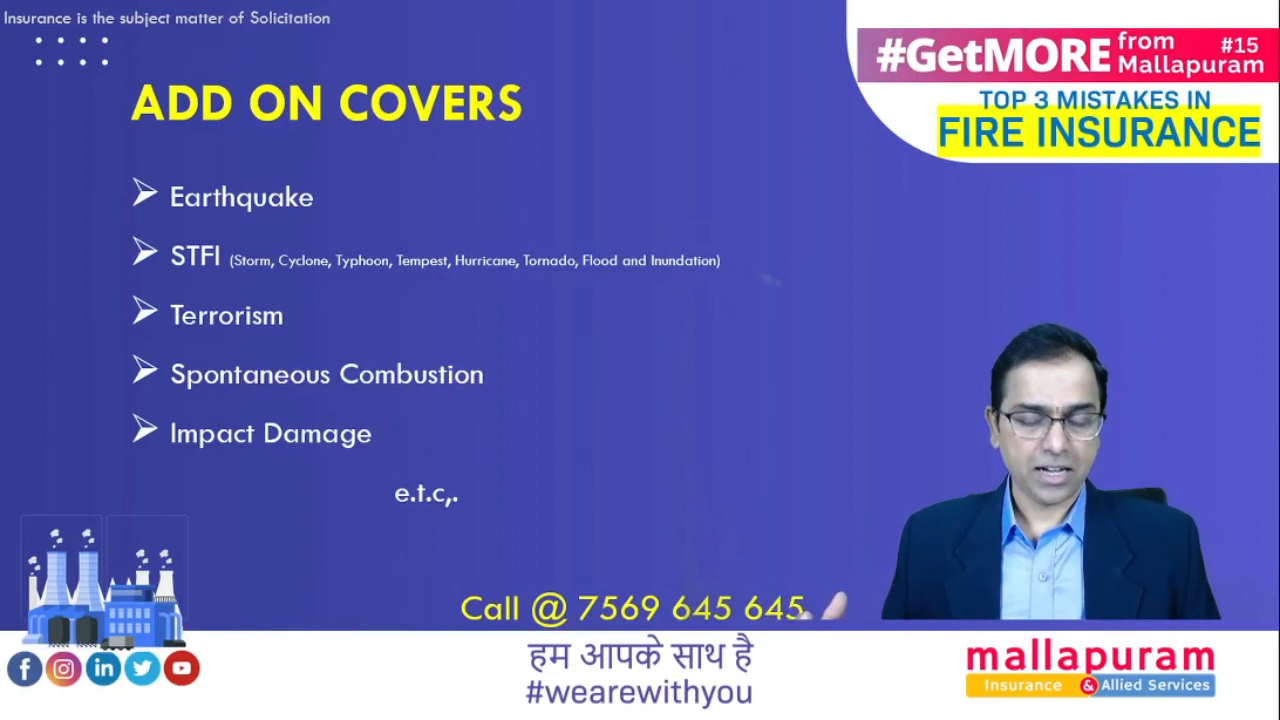 Insurance is the subject matter of Solicitation
#GetMORE from Mallapuram #15
TOP 3 MISTAKES IN
FIRE INSURANCE
ADD ON COVERS
Earthquake
STFI (Storm, Cyclone, Typhoon, Tempest, Hurricane, Tornado, Flood and Inundation)
Terrorism
Spontaneous Combustion
Impact Damage
e.t.c,.
Call @ 7569 645 645
हम आपके साथ है
#wearewithyou
mallapuram
Insurance & Allied Services